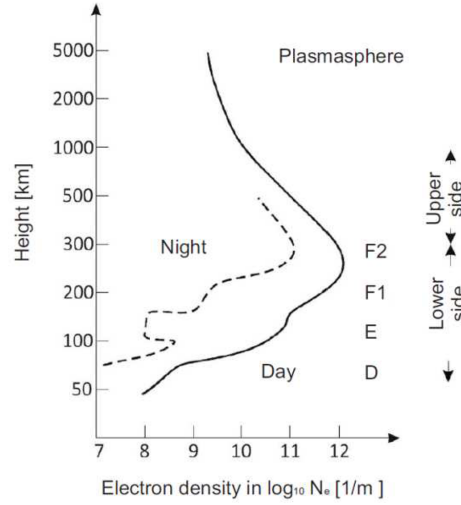 5000
2000
1000
500
300
200
100
50
Height [km]
Plasmasphere
Night
Day
F2
F1
E
D
Upper side
Lower side
7 8 9 10 11 12
Electron density in log₁₀ Nₑ [1/m ]